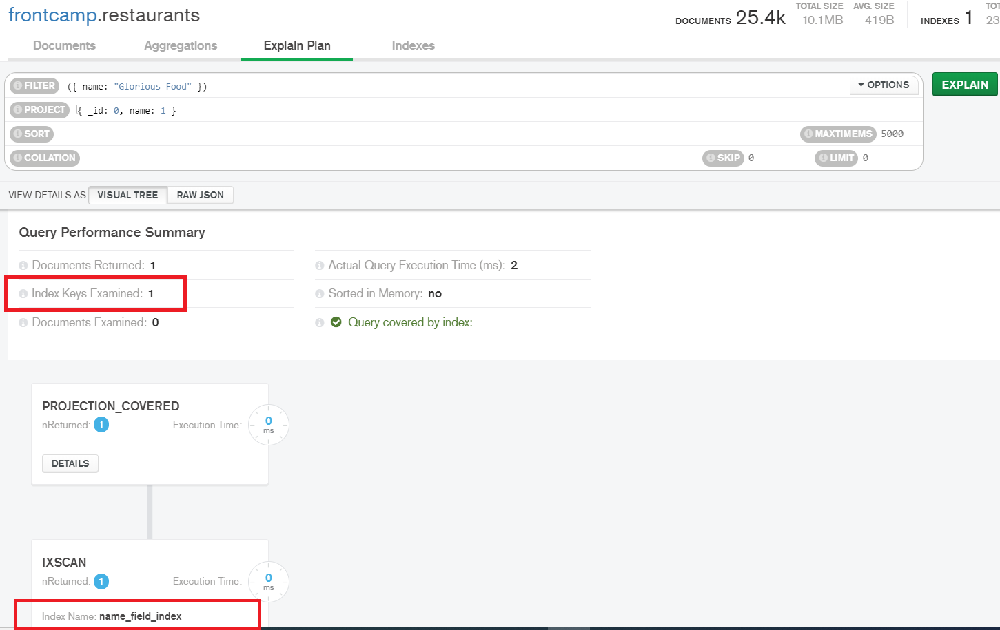 frontcamp.restaurants
DOCUMENTS 25.4k TOTAL SIZE 10.1MB AVG. SIZE 419B INDEXES 1 23
Documents Aggregations Explain Plan Indexes
FILTER ({ name: "Glorious Food" }) OPTIONS EXPLAIN
PROJECT { _id: 0, name: 1 }
SORT MAXTIMEMS 5000
COLLATION SKIP 0 LIMIT 0
VIEW DETAILS AS VISUAL TREE RAW JSON
Query Performance Summary
Documents Returned: 1 Actual Query Execution Time (ms): 2
Index Keys Examined: 1 Sorted in Memory: no
Documents Examined: 0 Query covered by index:
PROJECTION_COVERED
nReturned: 1 Execution Time: 0 ms
DETAILS
IXSCAN
nReturned: 1 Execution Time: 0 ms
Index Name: name_field_index